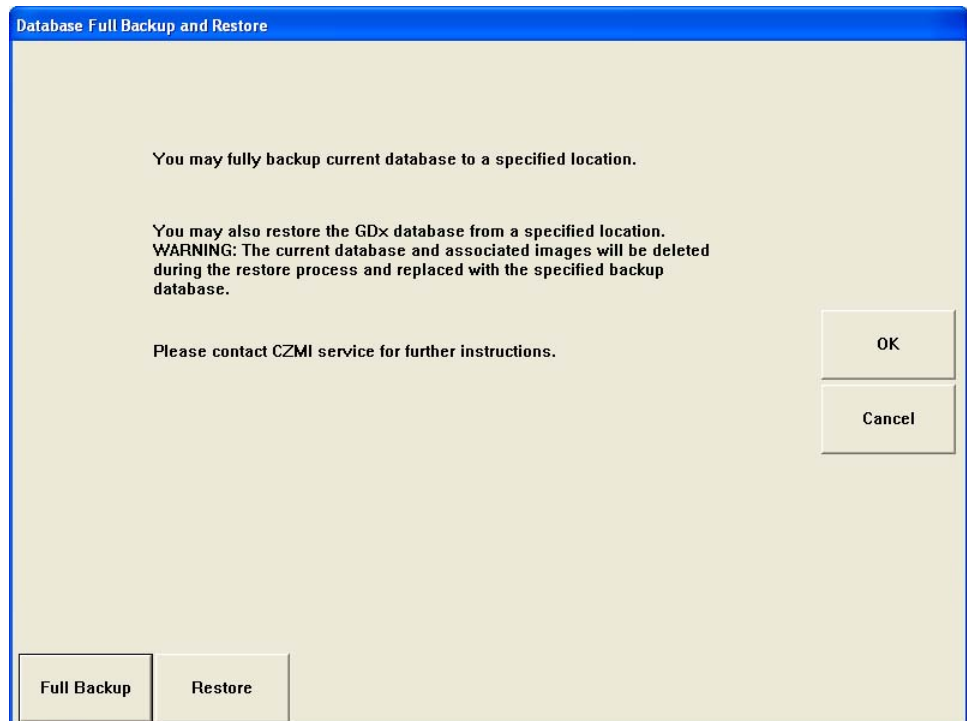 Database Full Backup and Restore
You may fully backup current database to a specified location.
You may also restore the GDx database from a specified location.
WARNING: The current database and associated images will be deleted
during the restore process and replaced with the specified backup
database.
Please contact CZMI service for further instructions.
OK
Cancel
Full Backup
Restore